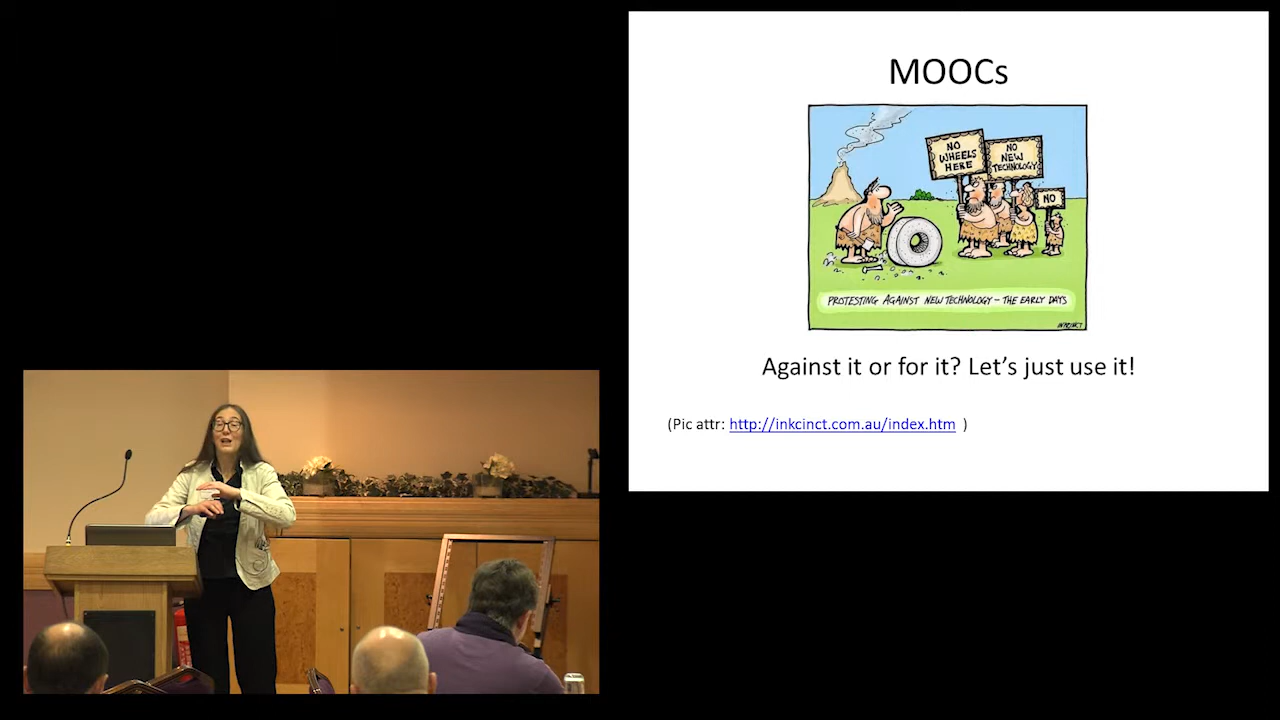 MOOCs
NO
WHEELS
HERE
NO
NEW
TECHNOLOGY
NO
PROTESTING AGAINST NEW TECHNOLOGY – THE EARLY DAYS
INKCINCT
Against it or for it? Let's just use it!
(Pic attr: http://inkcinct.com.au/index.htm )